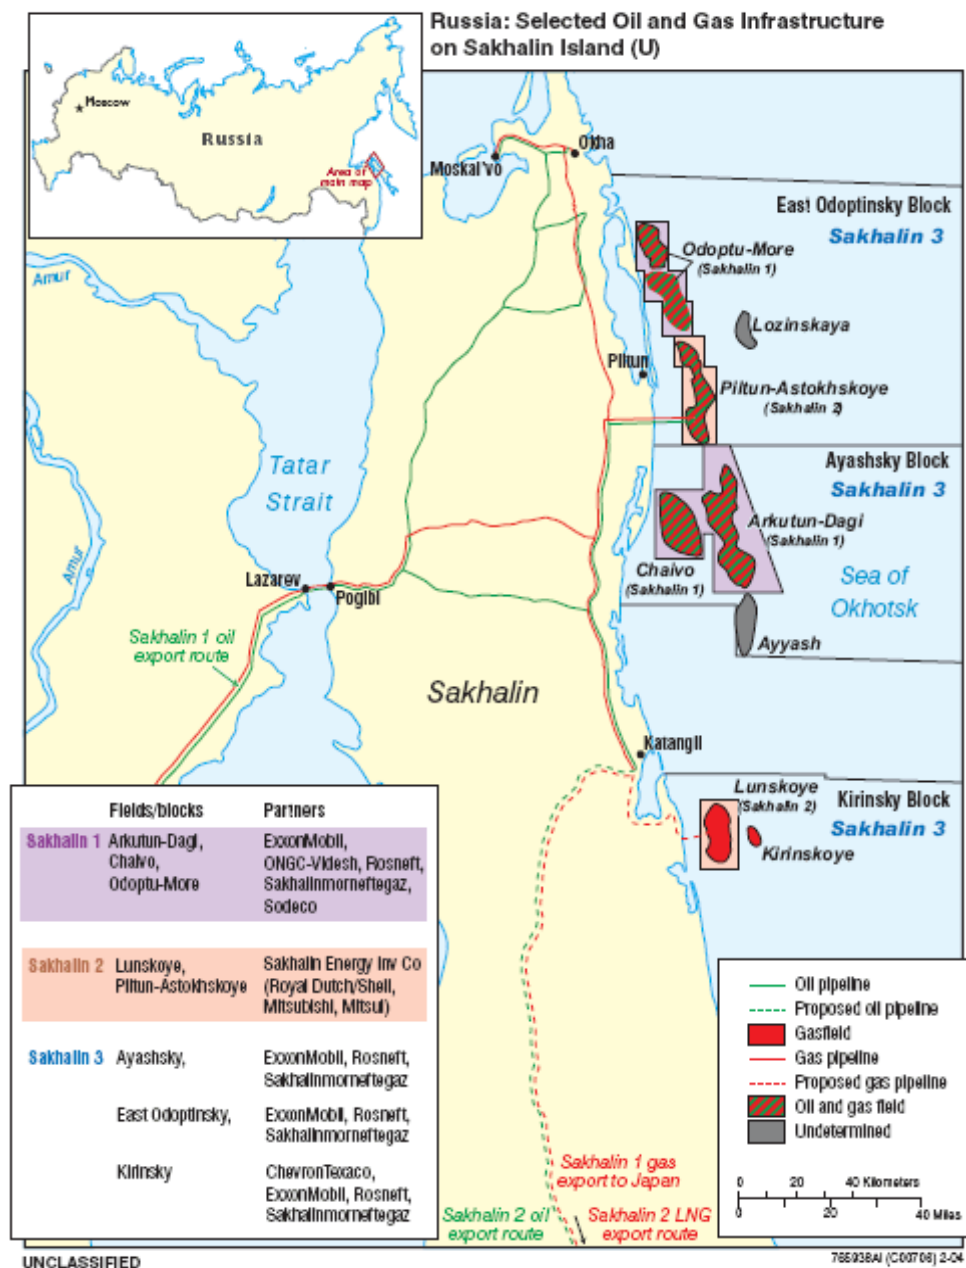 Russia: Selected Oil and Gas Infrastructure
on Sakhalin Island (U)
Moscow
Russia
Area of
main map
Okha
Moskal'vo
East Odoptinsky Block
Sakhalin 3
Odoptu-More
(Sakhalin 1)
Amur
Lozinskaya
Piltun
Piltun-Astokhskoye
(Sakhalin 2)
Tatar
Strait
Ayashsky Block
Sakhalin 3
Arkutun-Dagi
(Sakhalin 1)
Amur
Chaivo
(Sakhalin 1)
Sea of
Okhotsk
Lazarev
Pogibi
Ayyash
Sakhalin 1 oil
export route
Sakhalin
Katangli
Lunskoye
(Sakhalin 2)
Kirinsky Block
Sakhalin 3
Kirinskoye
Fields/blocks Partners
Sakhalin 1 Arkutun-Dagi, ExxonMobil,
Chaivo, ONGC-Videsh, Rosneft,
Odoptu-More Sakhalinmorneftegaz,
Sodeco
Sakhalin 2 Lunskoye, Sakhalin Energy Inv Co
Piltun-Astokhskoye (Royal Dutch/Shell,
Mitsubishi, Mitsui)
Sakhalin 3 Ayashsky, ExxonMobil, Rosneft,
Sakhalinmorneftegaz
East Odoptinsky, ExxonMobil, Rosneft,
Sakhalinmorneftegaz
Kirinsky ChevronTexaco,
ExxonMobil, Rosneft,
Sakhalinmorneftegaz
Oil pipeline
Proposed oil pipeline
Gasfield
Gas pipeline
Proposed gas pipeline
Oil and gas field
Undetermined
0 20 40 Kilometers
0 20 40 Miles
Sakhalin 1 gas
export to Japan
Sakhalin 2 oil
export route
Sakhalin 2 LNG
export route
UNCLASSIFIED
765938AI (C00706) 2-04